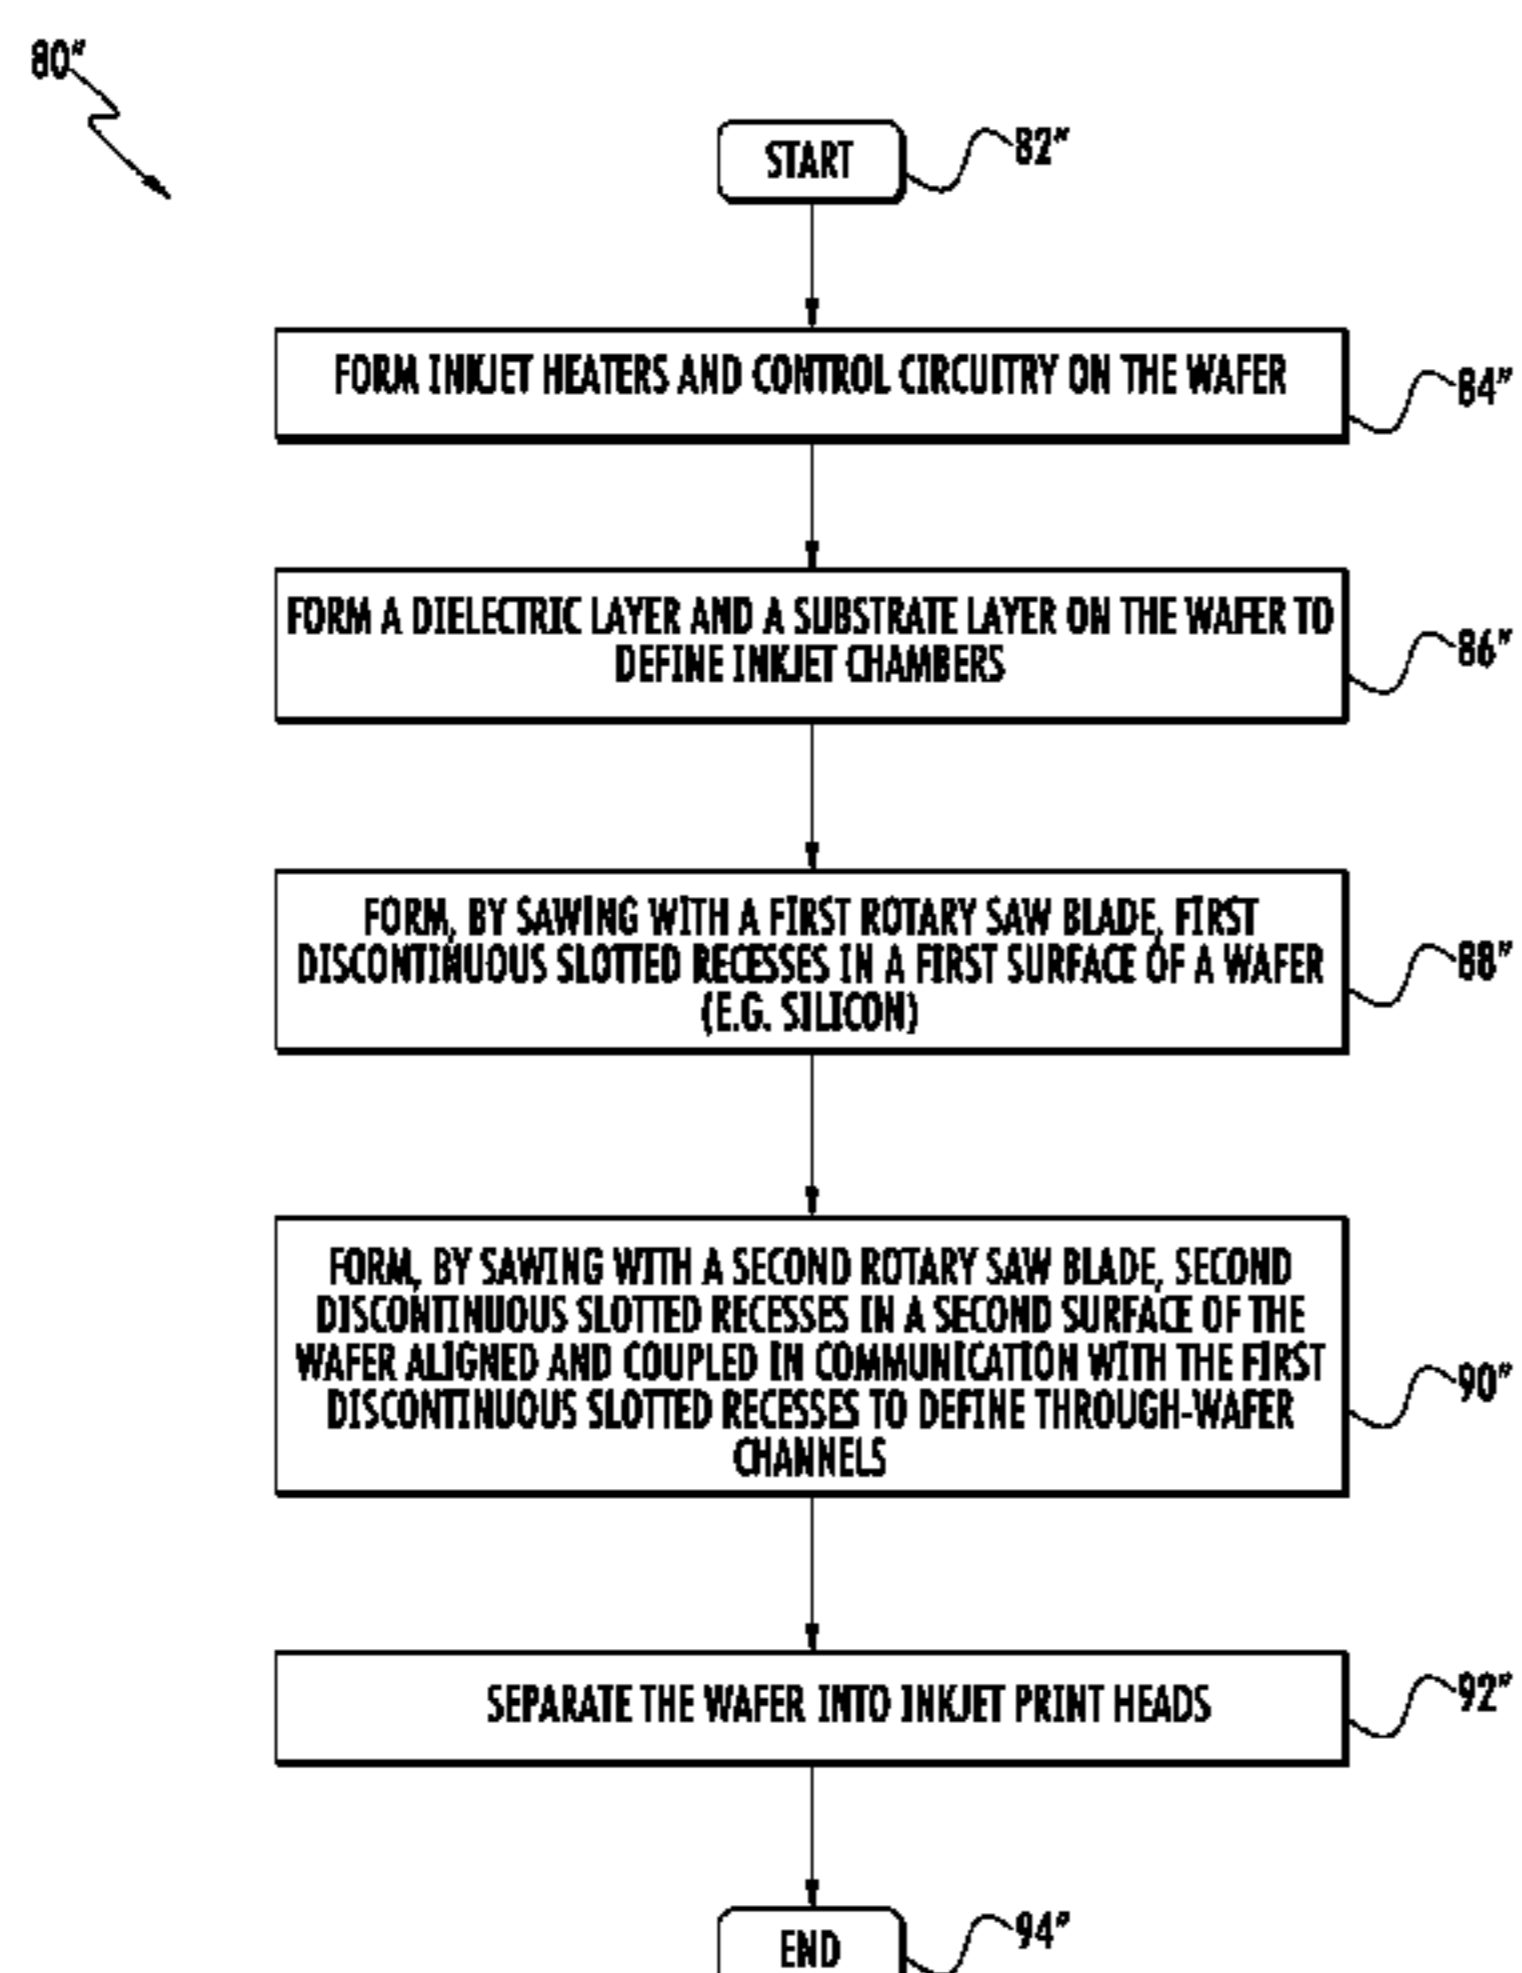 80"
START
82"
FORM INKJET HEATERS AND CONTROL CIRCUITRY ON THE WAFER
84"
FORM A DIELECTRIC LAYER AND A SUBSTRATE LAYER ON THE WAFER TO
DEFINE INKJET CHAMBERS
86"
FORM, BY SAWING WITH A FIRST ROTARY SAW BLADE, FIRST
DISCONTINUOUS SLOTTED RECESSES IN A FIRST SURFACE OF A WAFER
(E.G. SILICON)
88"
FORM, BY SAWING WITH A SECOND ROTARY SAW BLADE, SECOND
DISCONTINUOUS SLOTTED RECESSES IN A SECOND SURFACE OF THE
WAFER ALIGNED AND COUPLED IN COMMUNICATION WITH THE FIRST
DISCONTINUOUS SLOTTED RECESSES TO DEFINE THROUGH-WAFER
CHANNELS
90"
SEPARATE THE WAFER INTO INKJET PRINT HEADS
92"
END
94"